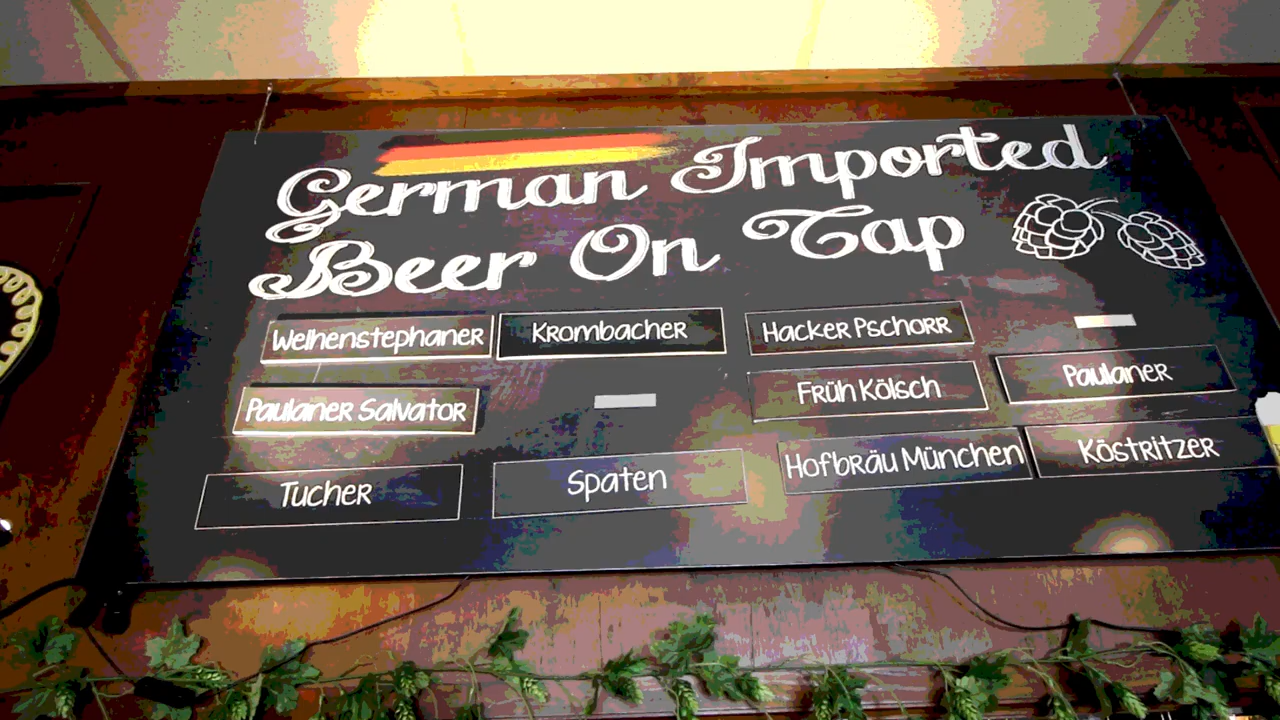 German Imported
Beer On Tap
Weihenstephaner Krombacher Hacker Pschorr
Paulaner Salvator Früh Kölsch Paulaner
Tucher Spaten Hofbräu München Köstritzer